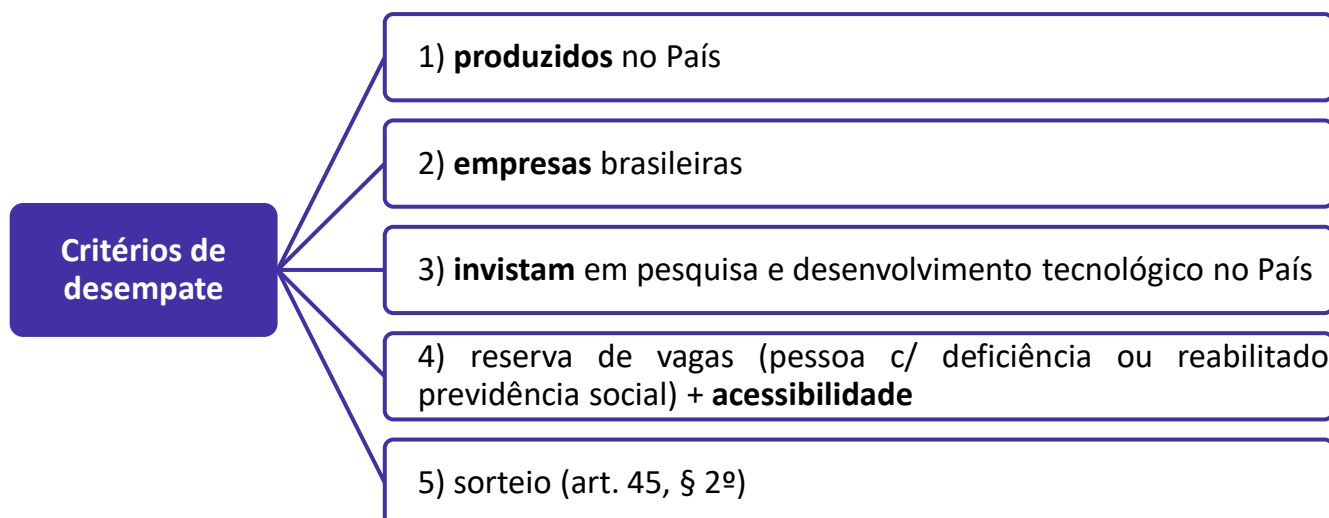 Critérios de
desempate
1) produzidos no País
2) empresas brasileiras
3) invistam em pesquisa e desenvolvimento tecnológico no País
4) reserva de vagas (pessoa c/ deficiência ou reabilitado
previdência social) + acessibilidade
5) sorteio (art. 45, § 2º)